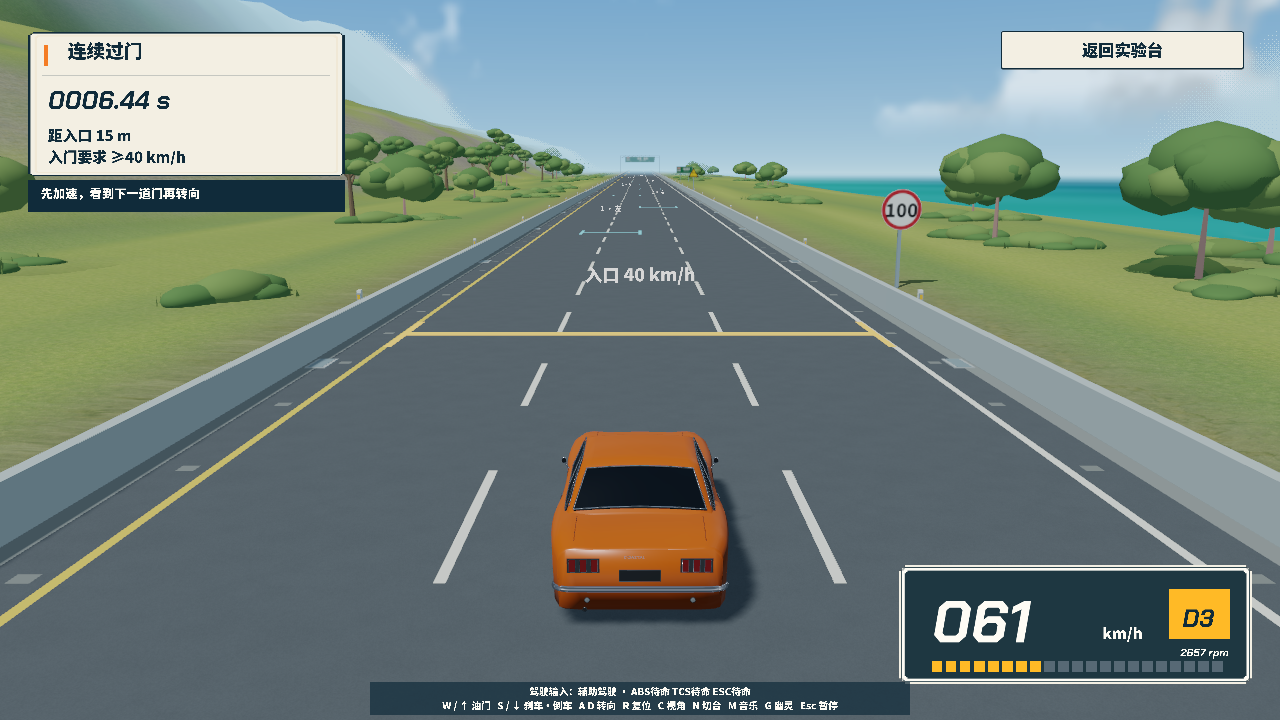 连续过门
0006.44 s
距入口 15 m
入门要求 ≥40 km/h
先加速，看到下一道门再转向
返回实验台
100
入口 40 km/h
061 km/h D3
2657 rpm
驾驶输入：辅助驾驶 · ABS待命 TCS待命 ESC待命
W / ↑ 油门 S / ↓ 刹车·倒车 A D 转向 R 复位 C 视角 N 切台 M 音乐 G 幽灵 Esc 暂停